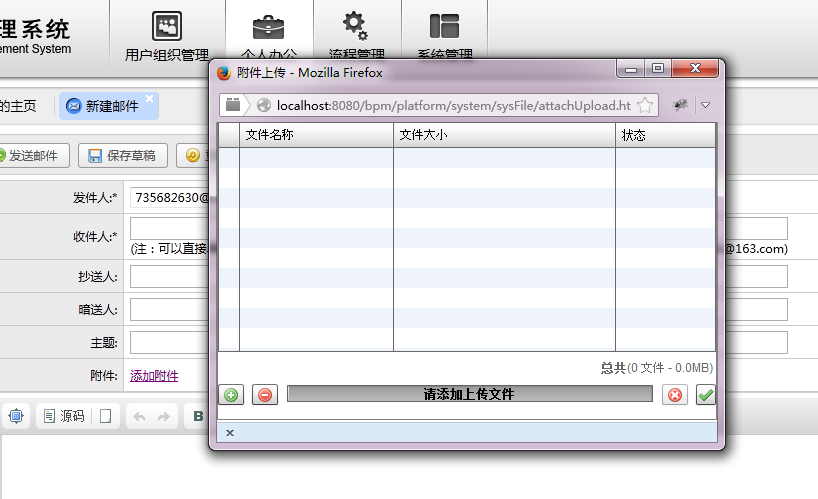 理系统
ement System
用户组织管理
个人办公
流程管理
系统管理
的主页
新建邮件
附件上传 - Mozilla Firefox
localhost:8080/bpm/platform/system/sysFile/attachUpload.ht
文件名称
文件大小
状态
发送邮件
保存草稿
发件人:*
735682630@
收件人:*
(注：可以直接
@163.com)
抄送人:
暗送人:
主题:
附件:
添加附件
总共(0 文件 - 0.0MB)
请添加上传文件
源码
B